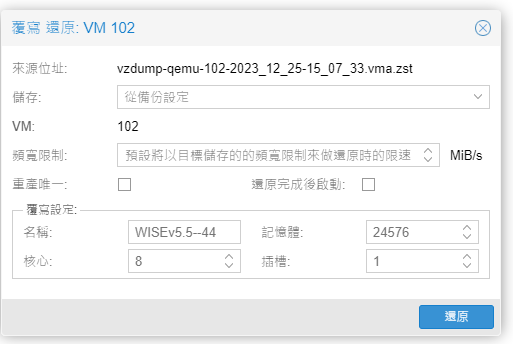 覆寫 還原: VM 102
來源位址: vzdump-qemu-102-2023_12_25-15_07_33.vma.zst
儲存: 從備份設定
VM: 102
頻寬限制: 預設將以目標儲存的的頻寬限制來做還原時的限速 MiB/s
重產唯一: 還原完成後啟動:
覆寫設定:
名稱: WISEv5.5--44 記憶體: 24576
核心: 8 插槽: 1
還原